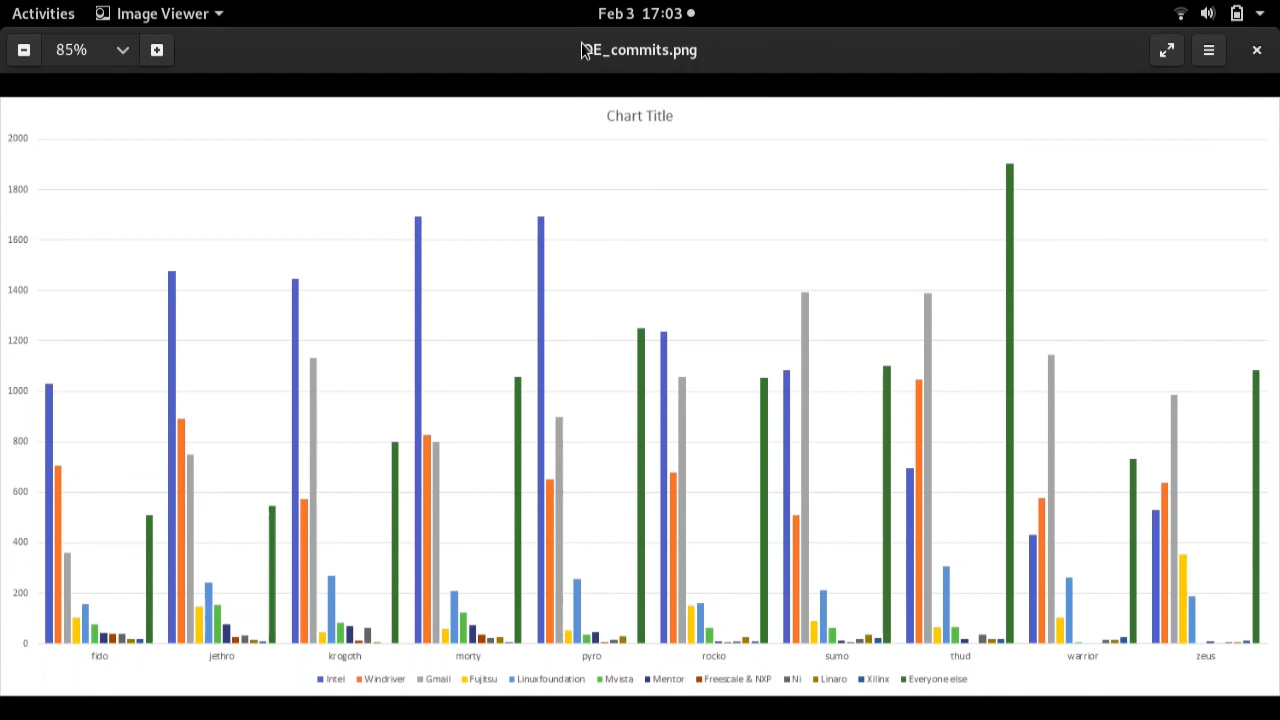 Activities Image Viewer Feb 3 17:03
85% OE_commits.png
Chart Title
2000
1800
1600
1400
1200
1000
800
600
400
200
0
fido jethro krogoth morty pyro rocko sumo thud warrior zeus
Intel Windriver Gmail Fujitsu Linuxfoundation Mvista Mentor Freescale & NXP Ni Linaro Xilinx Everyone else